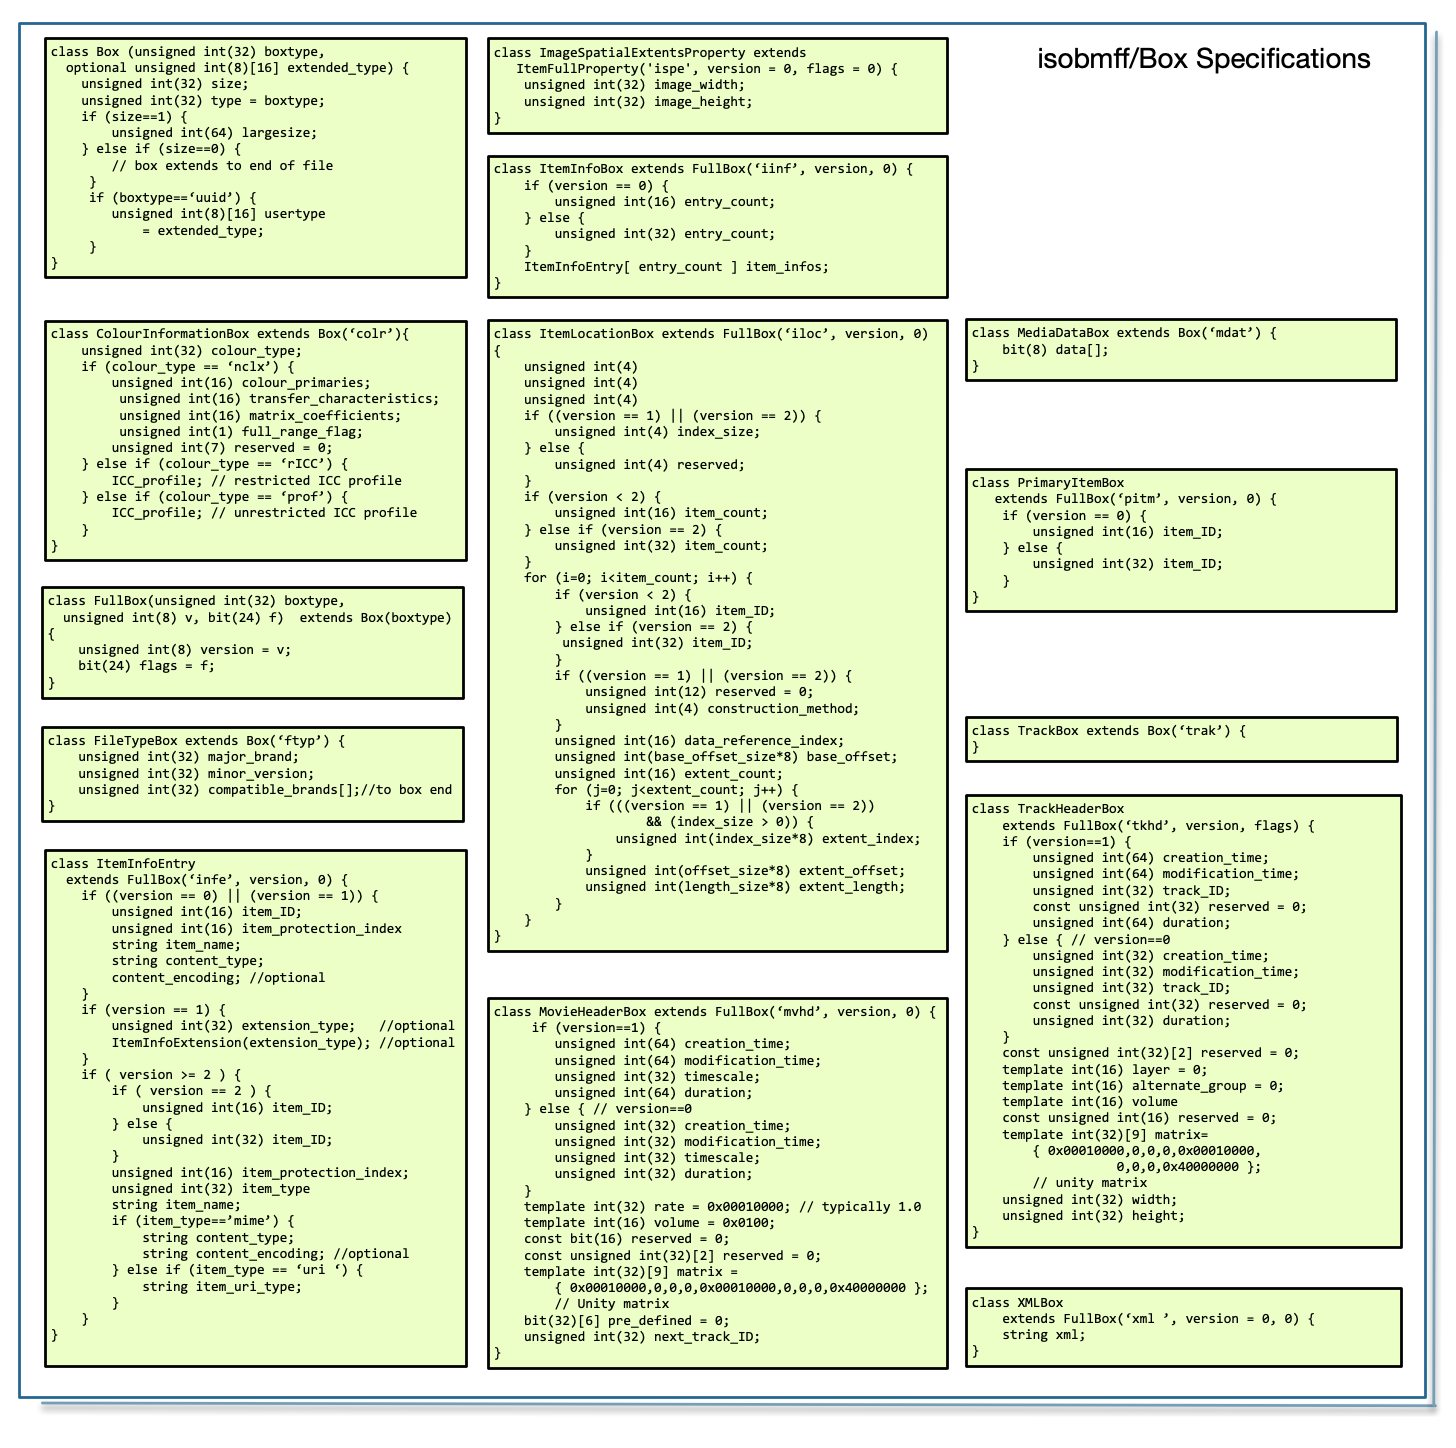 isobmff/Box Specifications
class Box (unsigned int(32) boxtype,
optional unsigned int(8)[16] extended_type) {
unsigned int(32) size;
unsigned int(32) type = boxtype;
if (size==1) {
unsigned int(64) largesize;
} else if (size==0) {
// box extends to end of file
}
if (boxtype==‘uuid’) {
unsigned int(8)[16] usertype
= extended_type;
}
}
class ColourInformationBox extends Box(‘colr’){
unsigned int(32) colour_type;
if (colour_type == ‘nclx’) {
unsigned int(16) colour_primaries;
unsigned int(16) transfer_characteristics;
unsigned int(16) matrix_coefficients;
unsigned int(1) full_range_flag;
unsigned int(7) reserved = 0;
} else if (colour_type == ‘rICC’) {
ICC_profile; // restricted ICC profile
} else if (colour_type == ‘prof’) {
ICC_profile; // unrestricted ICC profile
}
}
class FullBox(unsigned int(32) boxtype,
unsigned int(8) v, bit(24) f)  extends Box(boxtype)
{
unsigned int(8) version = v;
bit(24) flags = f;
}
class FileTypeBox extends Box(‘ftyp’) {
unsigned int(32) major_brand;
unsigned int(32) minor_version;
unsigned int(32) compatible_brands[];//to box end
}
class ItemInfoEntry
extends FullBox(‘infe’, version, 0) {
if ((version == 0) || (version == 1)) {
unsigned int(16) item_ID;
unsigned int(16) item_protection_index
string item_name;
string content_type;
content_encoding; //optional
}
if (version == 1) {
unsigned int(32) extension_type;   //optional
ItemInfoExtension(extension_type); //optional
}
if ( version >= 2 ) {
if ( version == 2 ) {
unsigned int(16) item_ID;
} else {
unsigned int(32) item_ID;
}
unsigned int(16) item_protection_index;
unsigned int(32) item_type
string item_name;
if (item_type==’mime’) {
string content_type;
string content_encoding; //optional
} else if (item_type == ‘uri ‘) {
string item_uri_type;
}
}
}
class ImageSpatialExtentsProperty extends
ItemFullProperty('ispe', version = 0, flags = 0) {
unsigned int(32) image_width;
unsigned int(32) image_height;
}
class ItemInfoBox extends FullBox(‘iinf’, version, 0) {
if (version == 0) {
unsigned int(16) entry_count;
} else {
unsigned int(32) entry_count;
}
ItemInfoEntry[ entry_count ] item_infos;
}
class ItemLocationBox extends FullBox(‘iloc’, version, 0)
{
unsigned int(4)
unsigned int(4)
unsigned int(4)
if ((version == 1) || (version == 2)) {
unsigned int(4) index_size;
} else {
unsigned int(4) reserved;
}
if (version < 2) {
unsigned int(16) item_count;
} else if (version == 2) {
unsigned int(32) item_count;
}
for (i=0; i<item_count; i++) {
if (version < 2) {
unsigned int(16) item_ID;
} else if (version == 2) {
unsigned int(32) item_ID;
}
if ((version == 1) || (version == 2)) {
unsigned int(12) reserved = 0;
unsigned int(4) construction_method;
}
unsigned int(16) data_reference_index;
unsigned int(base_offset_size*8) base_offset;
unsigned int(16) extent_count;
for (j=0; j<extent_count; j++) {
if (((version == 1) || (version == 2))
&& (index_size > 0)) {
unsigned int(index_size*8) extent_index;
}
unsigned int(offset_size*8) extent_offset;
unsigned int(length_size*8) extent_length;
}
}
}
class MovieHeaderBox extends FullBox(‘mvhd’, version, 0) {
if (version==1) {
unsigned int(64) creation_time;
unsigned int(64) modification_time;
unsigned int(32) timescale;
unsigned int(64) duration;
} else { // version==0
unsigned int(32) creation_time;
unsigned int(32) modification_time;
unsigned int(32) timescale;
unsigned int(32) duration;
}
template int(32) rate = 0x00010000; // typically 1.0
template int(16) volume = 0x0100;
const bit(16) reserved = 0;
const unsigned int(32)[2] reserved = 0;
template int(32)[9] matrix =
{ 0x00010000,0,0,0,0x00010000,0,0,0,0x40000000 };
// Unity matrix
bit(32)[6] pre_defined = 0;
unsigned int(32) next_track_ID;
}
class MediaDataBox extends Box(‘mdat’) {
bit(8) data[];
}
class PrimaryItemBox
extends FullBox(‘pitm’, version, 0) {
if (version == 0) {
unsigned int(16) item_ID;
} else {
unsigned int(32) item_ID;
}
}
class TrackBox extends Box(‘trak’) {
}
class TrackHeaderBox
extends FullBox(‘tkhd’, version, flags) {
if (version==1) {
unsigned int(64) creation_time;
unsigned int(64) modification_time;
unsigned int(32) track_ID;
const unsigned int(32) reserved = 0;
unsigned int(64) duration;
} else { // version==0
unsigned int(32) creation_time;
unsigned int(32) modification_time;
unsigned int(32) track_ID;
const unsigned int(32) reserved = 0;
unsigned int(32) duration;
}
const unsigned int(32)[2] reserved = 0;
template int(16) layer = 0;
template int(16) alternate_group = 0;
template int(16) volume
const unsigned int(16) reserved = 0;
template int(32)[9] matrix=
{ 0x00010000,0,0,0,0x00010000,
0,0,0,0x40000000 };
// unity matrix
unsigned int(32) width;
unsigned int(32) height;
}
class XMLBox
extends FullBox(‘xml ’, version = 0, 0) {
string xml;
}